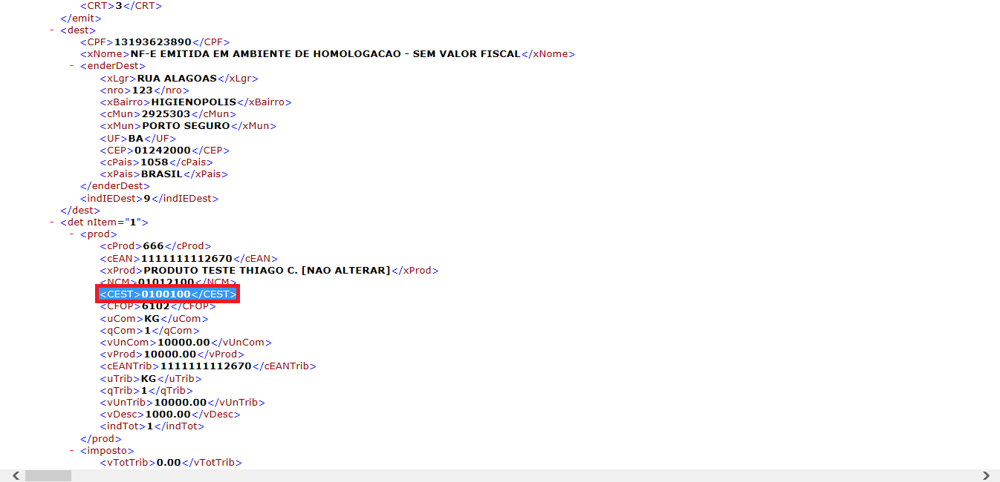 <CRT>3</CRT>
</emit>
- <dest>
<CPF>13193623890</CPF>
<xNome>NF-E EMITIDA EM AMBIENTE DE HOMOLOGACAO - SEM VALOR FISCAL</xNome>
- <enderDest>
<xLgr>RUA ALAGOAS</xLgr>
<nro>123</nro>
<xBairro>HIGIENOPOLIS</xBairro>
<cMun>2925303</cMun>
<xMun>PORTO SEGURO</xMun>
<UF>BA</UF>
<CEP>01242000</CEP>
<cPais>1058</cPais>
<xPais>BRASIL</xPais>
</enderDest>
<indIEDest>9</indIEDest>
</dest>
- <det nItem="1">
- <prod>
<cProd>666</cProd>
<cEAN>1111111112670</cEAN>
<xProd>PRODUTO TESTE THIAGO C. [NAO ALTERAR]</xProd>
<NCM>01012100</NCM>
<CEST>0100100</CEST>
<CFOP>6102</CFOP>
<uCom>KG</uCom>
<qCom>1</qCom>
<vUnCom>10000.00</vUnCom>
<vProd>10000.00</vProd>
<cEANTrib>1111111112670</cEANTrib>
<uTrib>KG</uTrib>
<qTrib>1</qTrib>
<vUnTrib>10000.00</vUnTrib>
<vDesc>1000.00</vDesc>
<indTot>1</indTot>
</prod>
- <imposto>
<vTotTrib>0.00</vTotTrib>